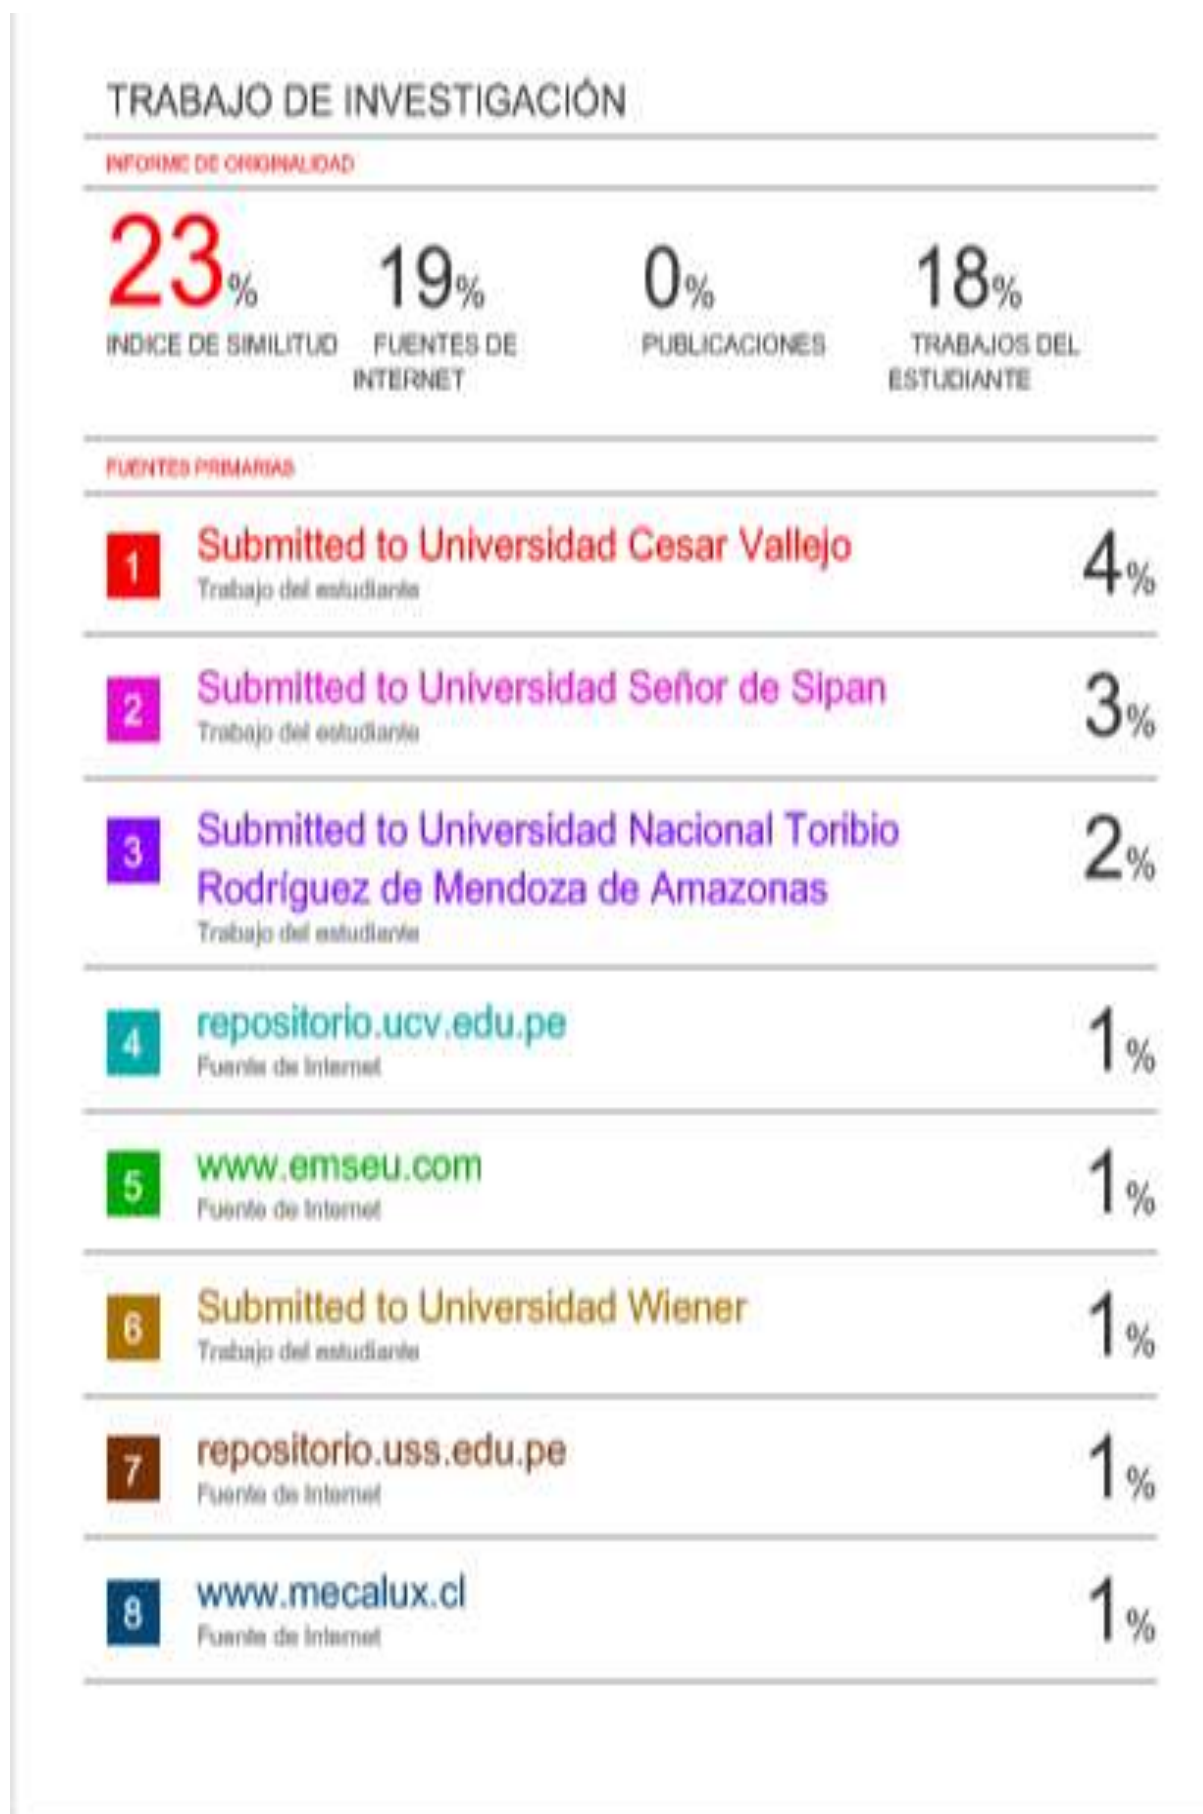 TRABAJO DE INVESTIGACIÓN
INFORME DE ORIGINALIDAD
23% 19% 0% 18%
INDICE DE SIMILITUD FUENTES DE PUBLICACIONES TRABAJOS DEL
INTERNET ESTUDIANTE
FUENTES PRIMARIAS
1 Submitted to Universidad Cesar Vallejo 4%
Trabajo del estudiante
2 Submitted to Universidad Señor de Sipan 3%
Trabajo del estudiante
3 Submitted to Universidad Nacional Toribio 2%
Rodríguez de Mendoza de Amazonas
Trabajo del estudiante
4 repositorio.ucv.edu.pe 1%
Fuente de Internet
5 www.emseu.com 1%
Fuente de Internet
6 Submitted to Universidad Wiener 1%
Trabajo del estudiante
7 repositorio.uss.edu.pe 1%
Fuente de Internet
8 www.mecalux.cl 1%
Fuente de Internet